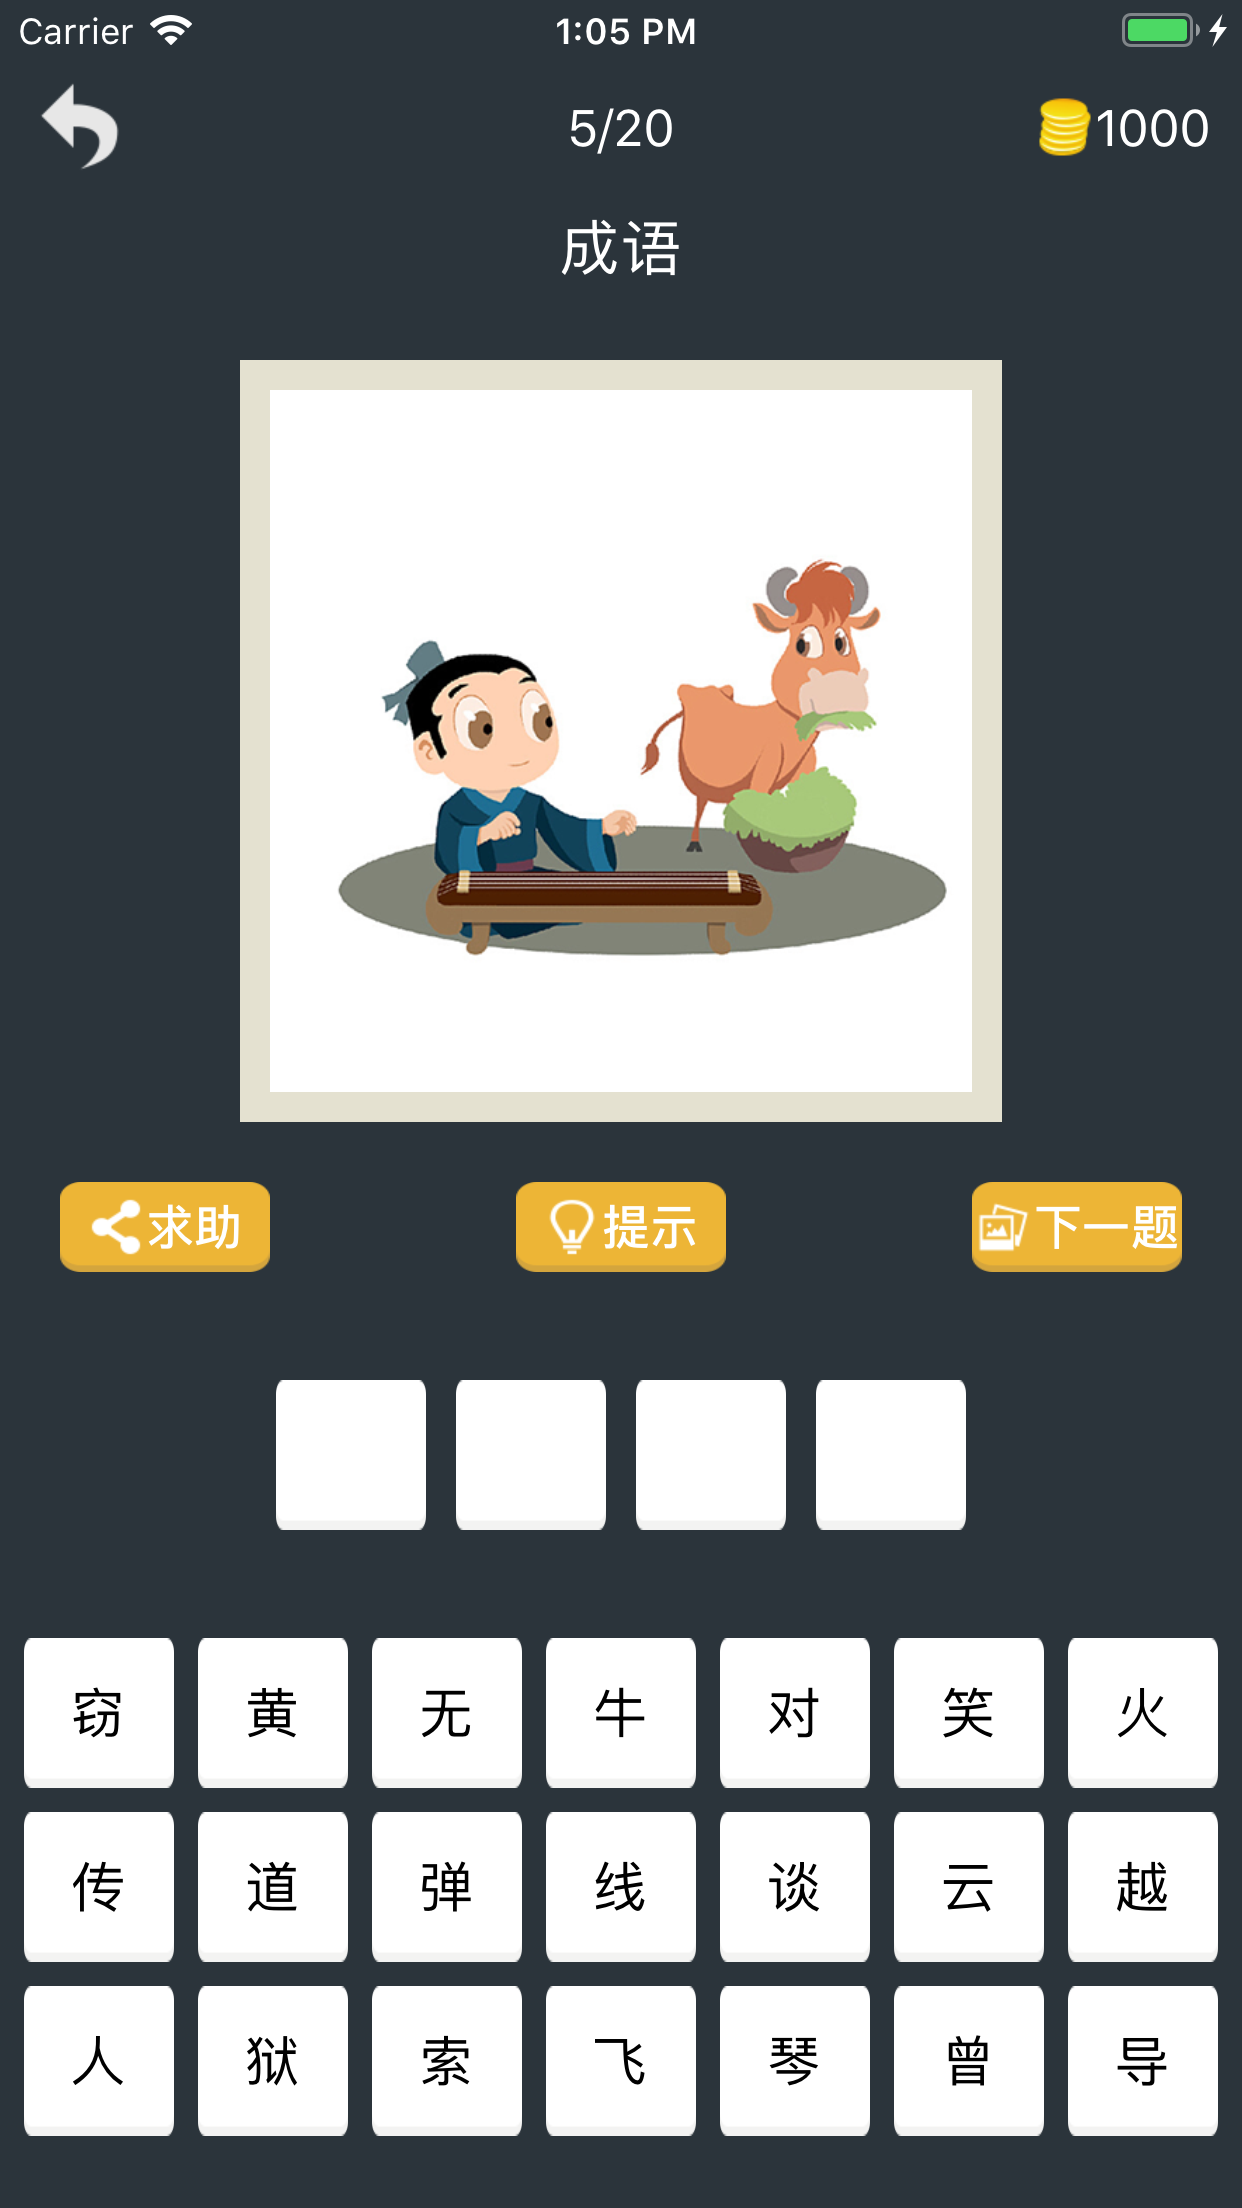 Carrier 1:05 PM
5/20 1000
成语
求助 提示 下一题
窃 黄 无 牛 对 笑 火
传 道 弹 线 谈 云 越
人 狱 索 飞 琴 曾 导